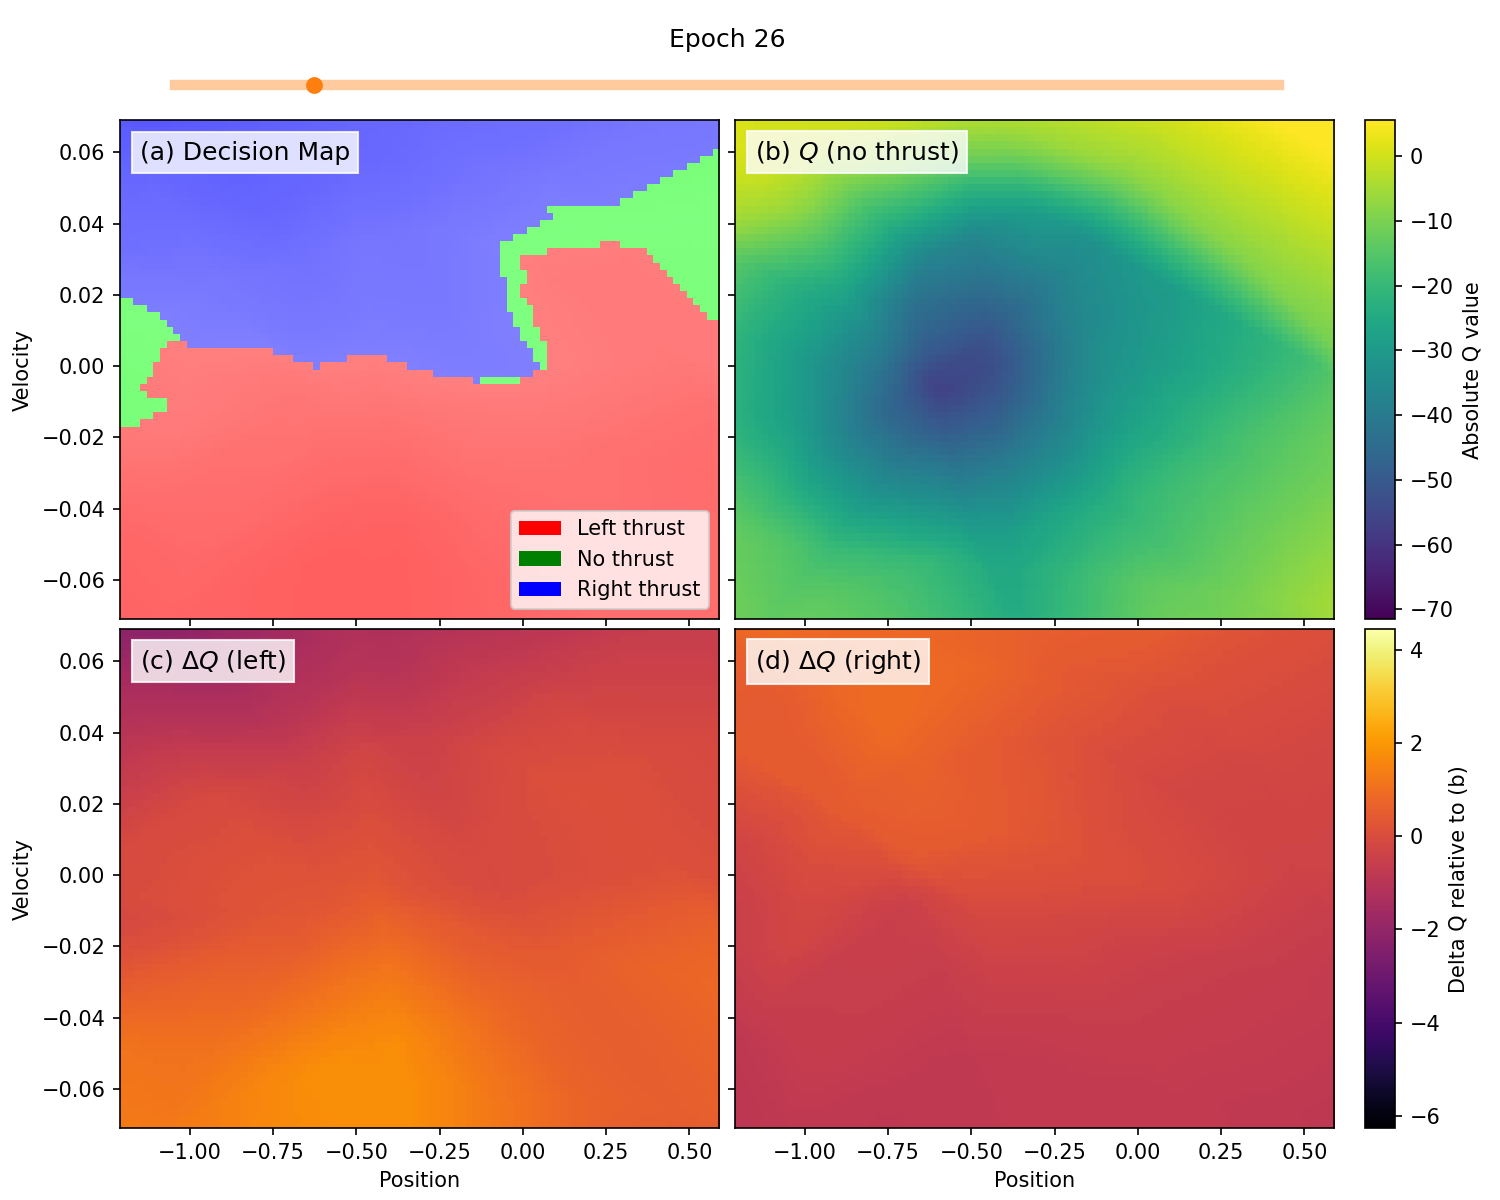 Epoch 26
(a) Decision Map
(b) Q (no thrust)
0.06
0.04
0.02
0.00
−0.02
−0.04
−0.06
Velocity
Left thrust
No thrust
Right thrust
0
−10
−20
−30
−40
−50
−60
−70
Absolute Q value
(c) ΔQ (left)
(d) ΔQ (right)
0.06
0.04
0.02
0.00
−0.02
−0.04
−0.06
Velocity
4
2
0
−2
−4
−6
Delta Q relative to (b)
−1.00 −0.75 −0.50 −0.25 0.00 0.25 0.50
Position
−1.00 −0.75 −0.50 −0.25 0.00 0.25 0.50
Position